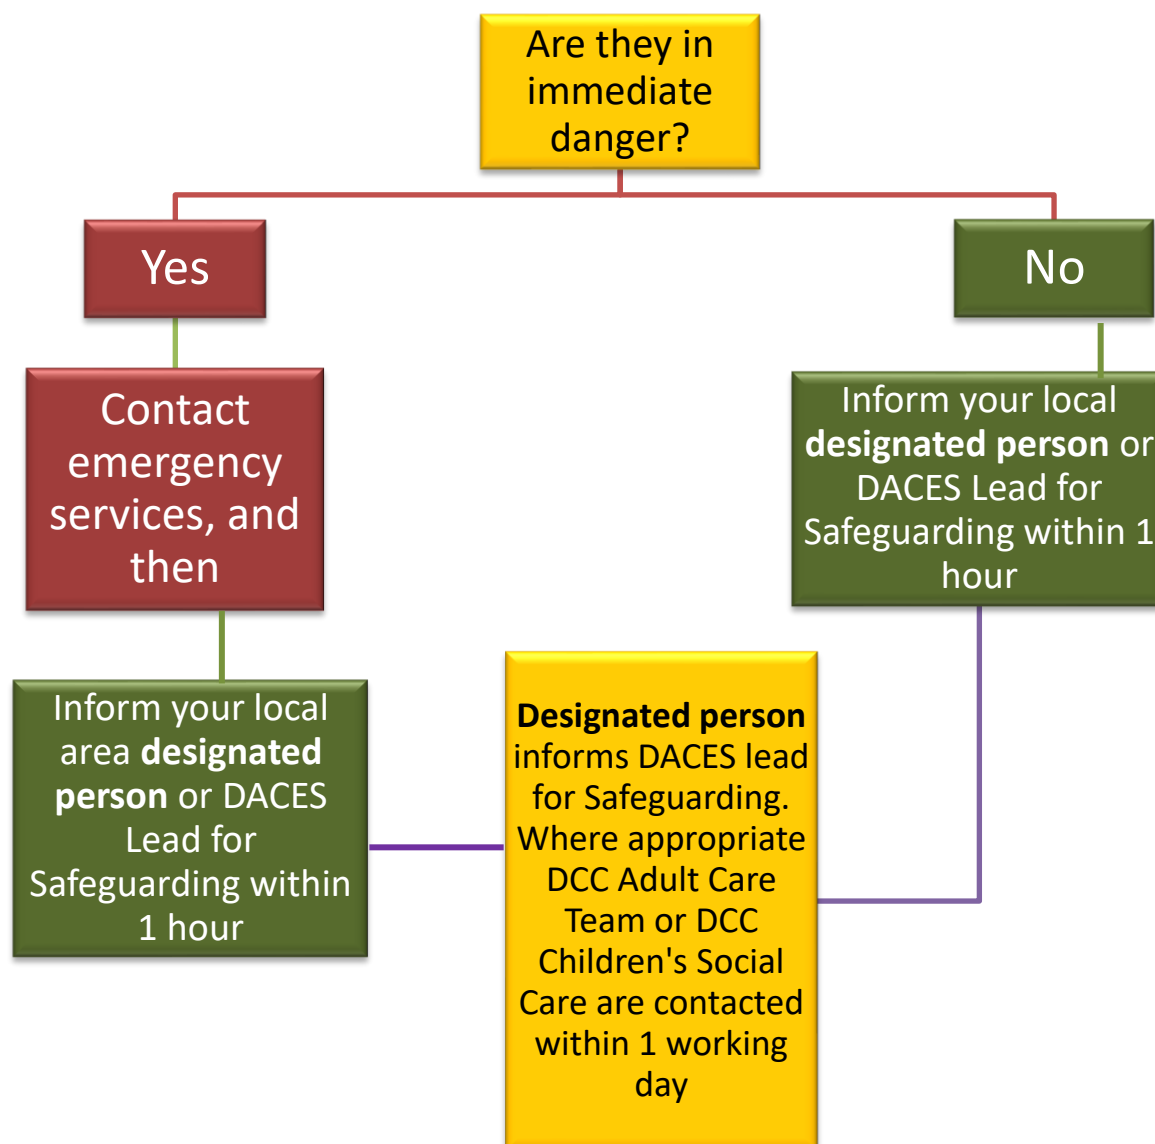 Are they in
immediate
danger?
Yes
No
Contact
emergency
services, and
then
Inform your local
designated person or
DACES Lead for
Safeguarding within 1
hour
Inform your local
area designated
person or DACES
Lead for
Safeguarding within
1 hour
Designated person
informs DACES lead
for Safeguarding.
Where appropriate
DCC Adult Care
Team or DCC
Children's Social
Care are contacted
within 1 working
day